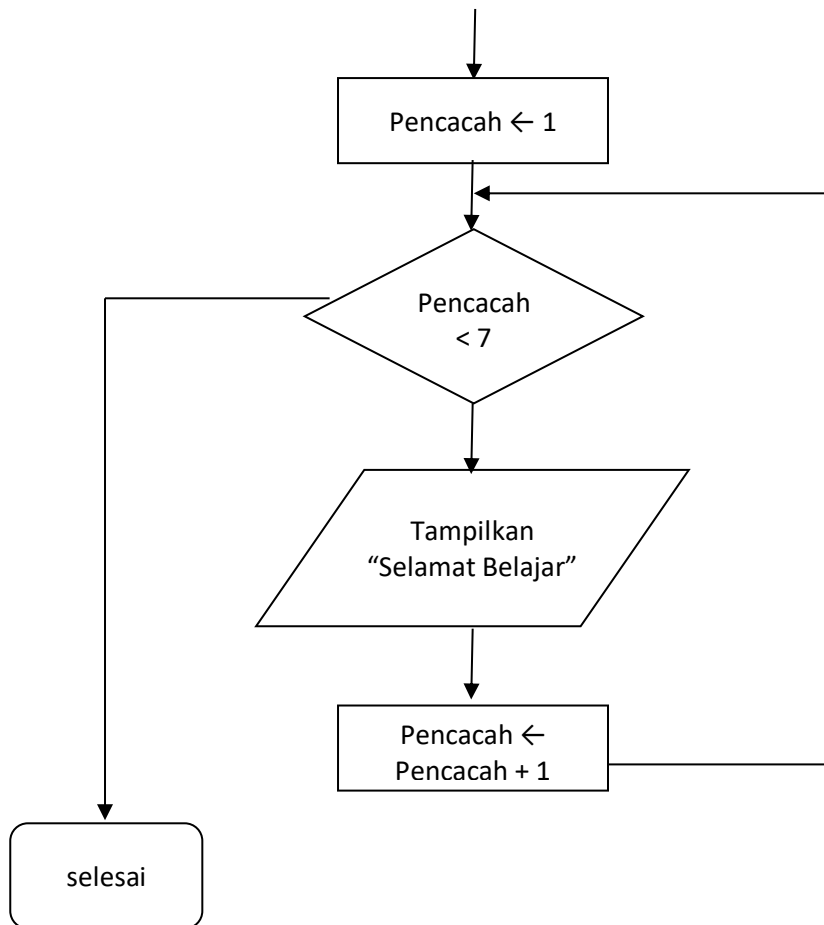 Pencacah ← 1
Pencacah
< 7
Tampilkan
“Selamat Belajar”
Pencacah ←
Pencacah + 1
selesai